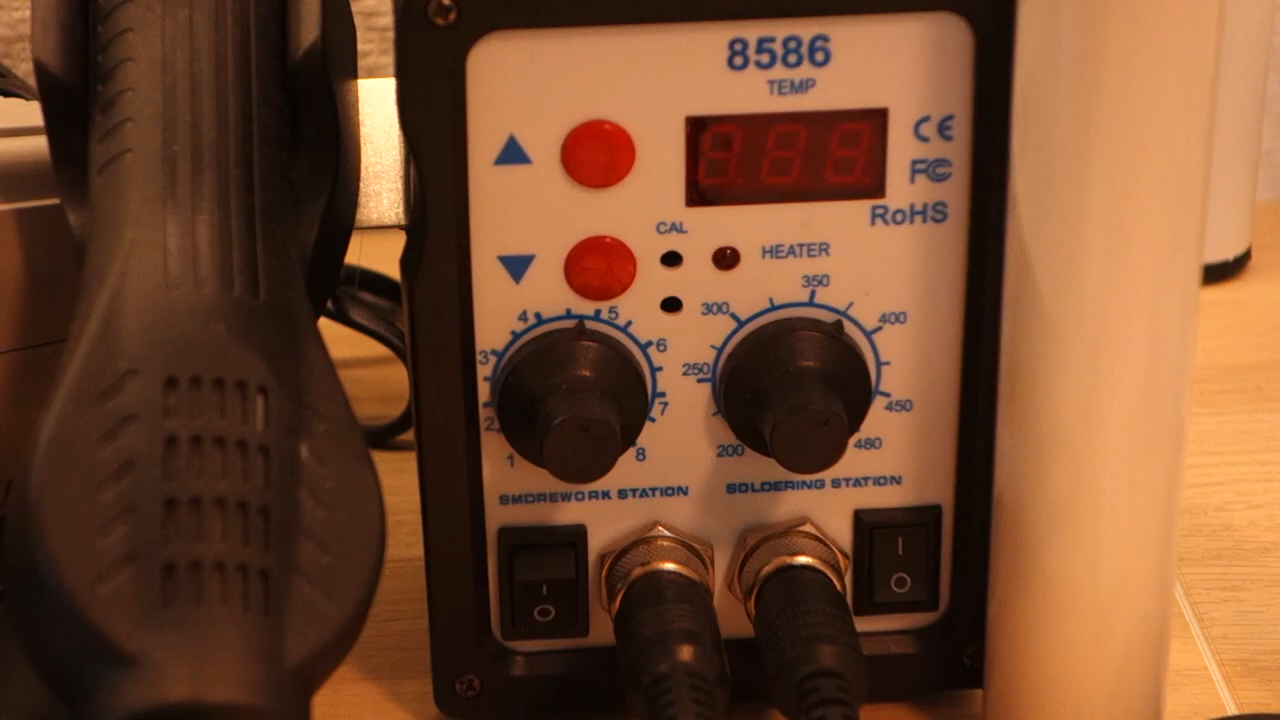 8586
TEMP
CE
FC
RoHS
CAL
HEATER
1 2 3 4 5 6 7 8
200 250 300 350 400 450 480
SMDREWORK STATION
SOLDERING STATION
I
O
I
O